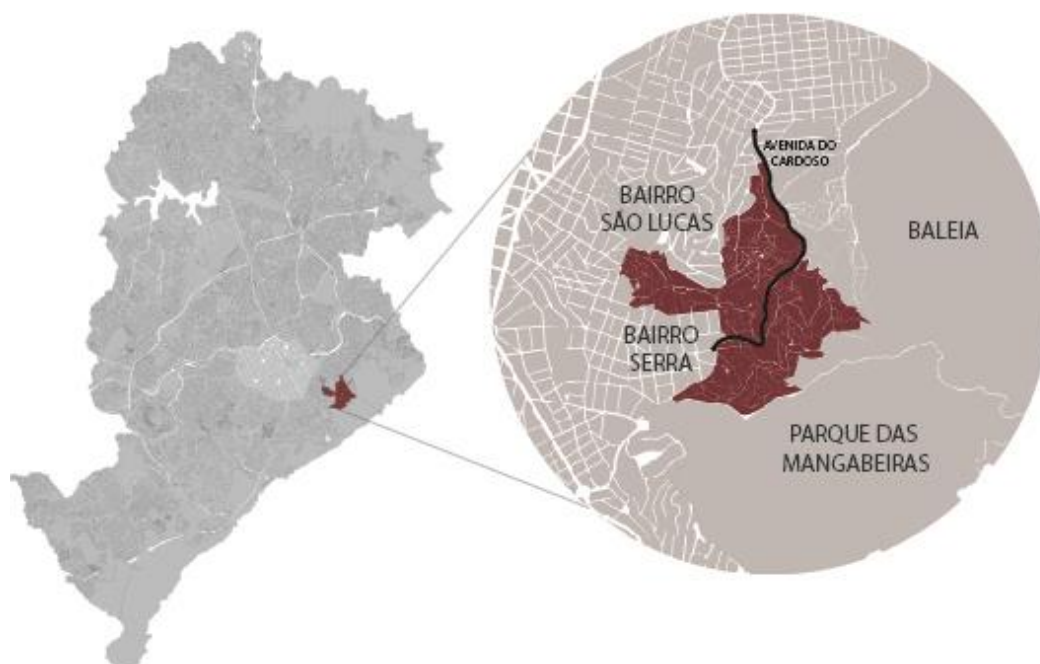 AVENIDA DO
CARDOSO
BAIRRO
SÃO LUCAS
BALEIA
BAIRRO
SERRA
PARQUE DAS
MANGABEIRAS